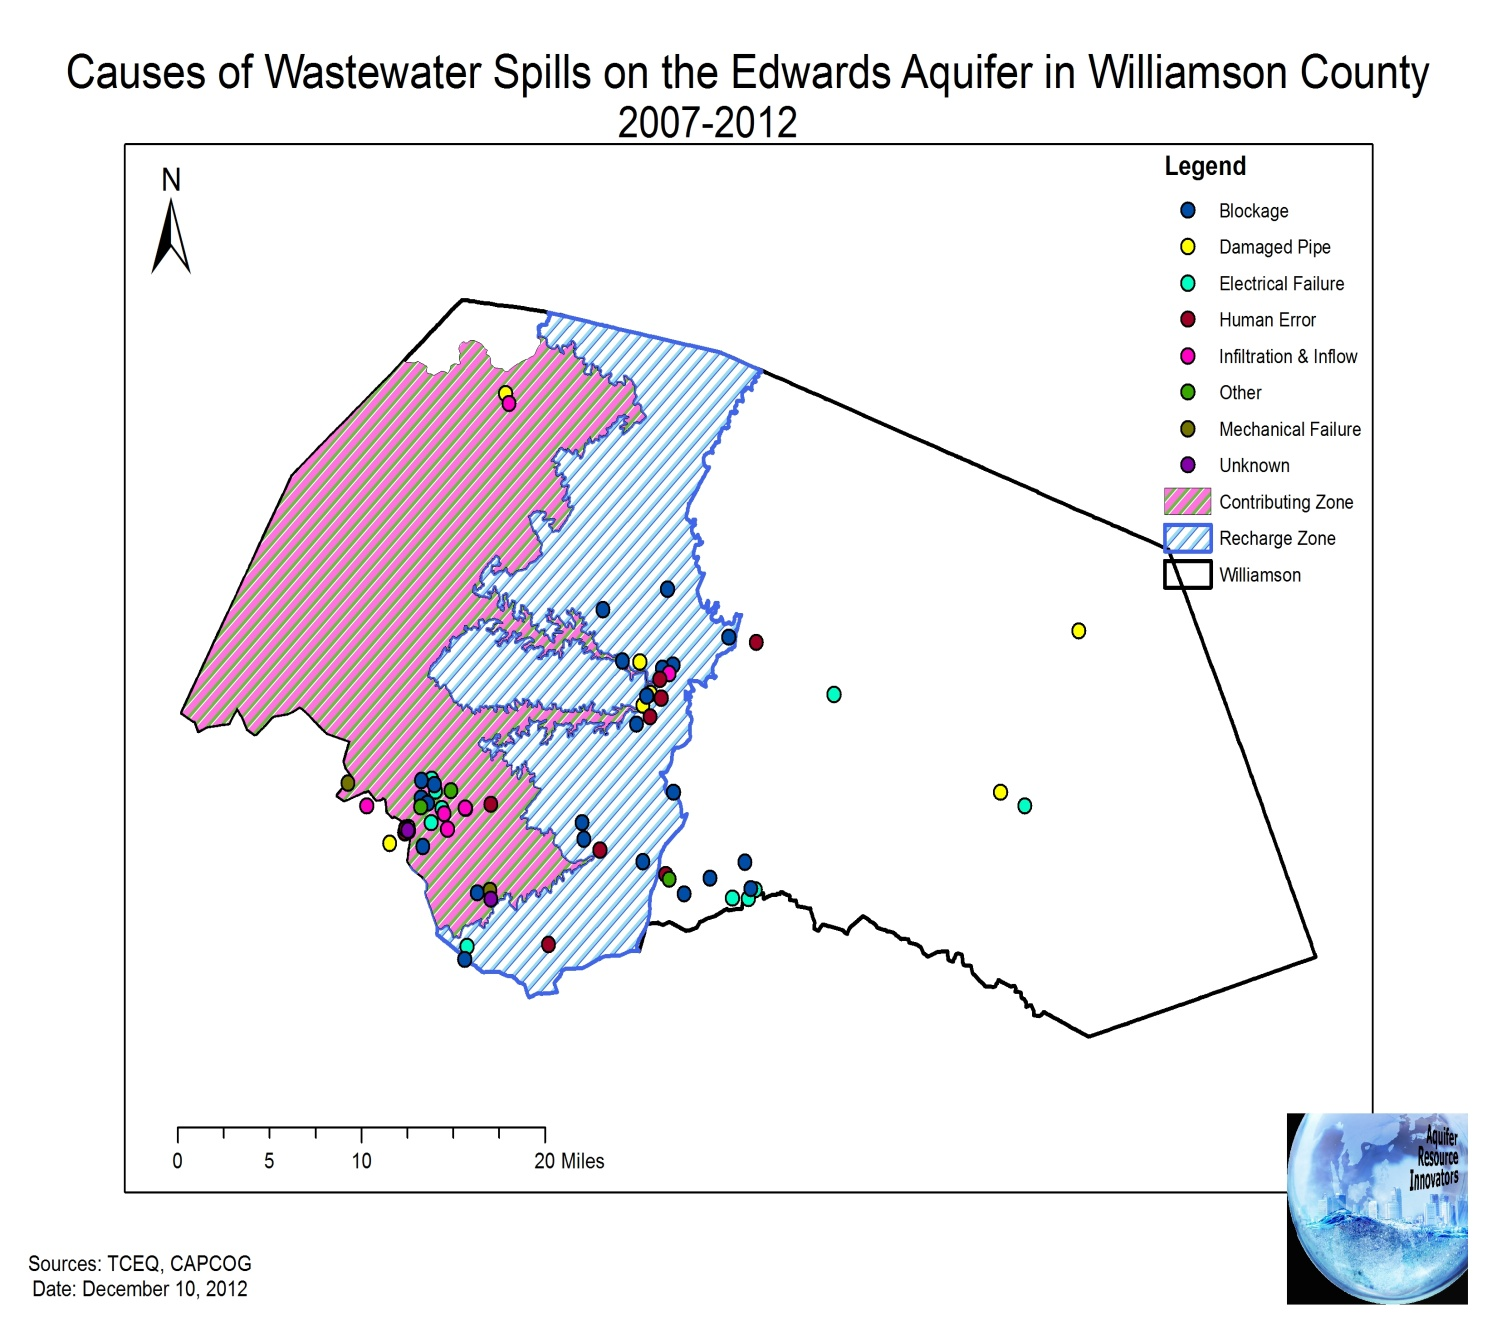 Causes of Wastewater Spills on the Edwards Aquifer in Williamson County
2007-2012
N
Legend
Blockage
Damaged Pipe
Electrical Failure
Human Error
Infiltration & Inflow
Other
Mechanical Failure
Unknown
Contributing Zone
Recharge Zone
Williamson
0 5 10 20 Miles
Aquifer
Resource
Innovators
Sources: TCEQ, CAPCOG
Date: December 10, 2012